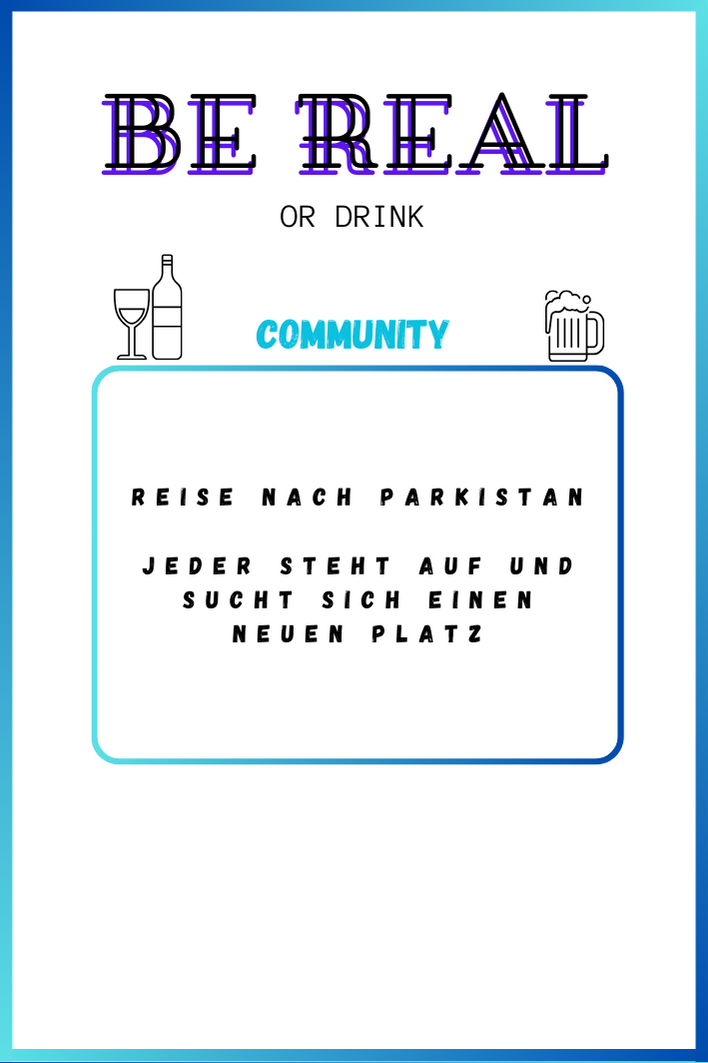 BE REAL
OR DRINK
COMMUNITY
REISE NACH PARKISTAN
JEDER STEHT AUF UND
SUCHT SICH EINEN
NEUEN PLATZ